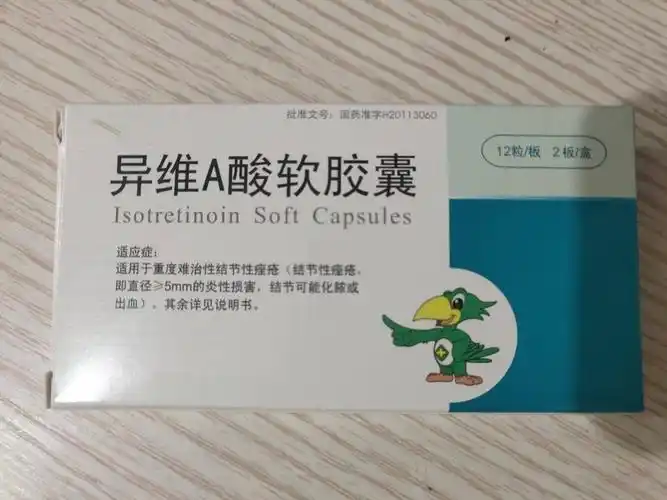 批准文号：国药准字H20113060
12粒/板 2板/盒
异维A酸软胶囊
Isotretinoin Soft Capsules
适应症：
适用于重度难治性结节性痤疮（结节性痤疮，
即直径≥5mm的炎性损害，结节可能化脓或
出血）。其余详见说明书。